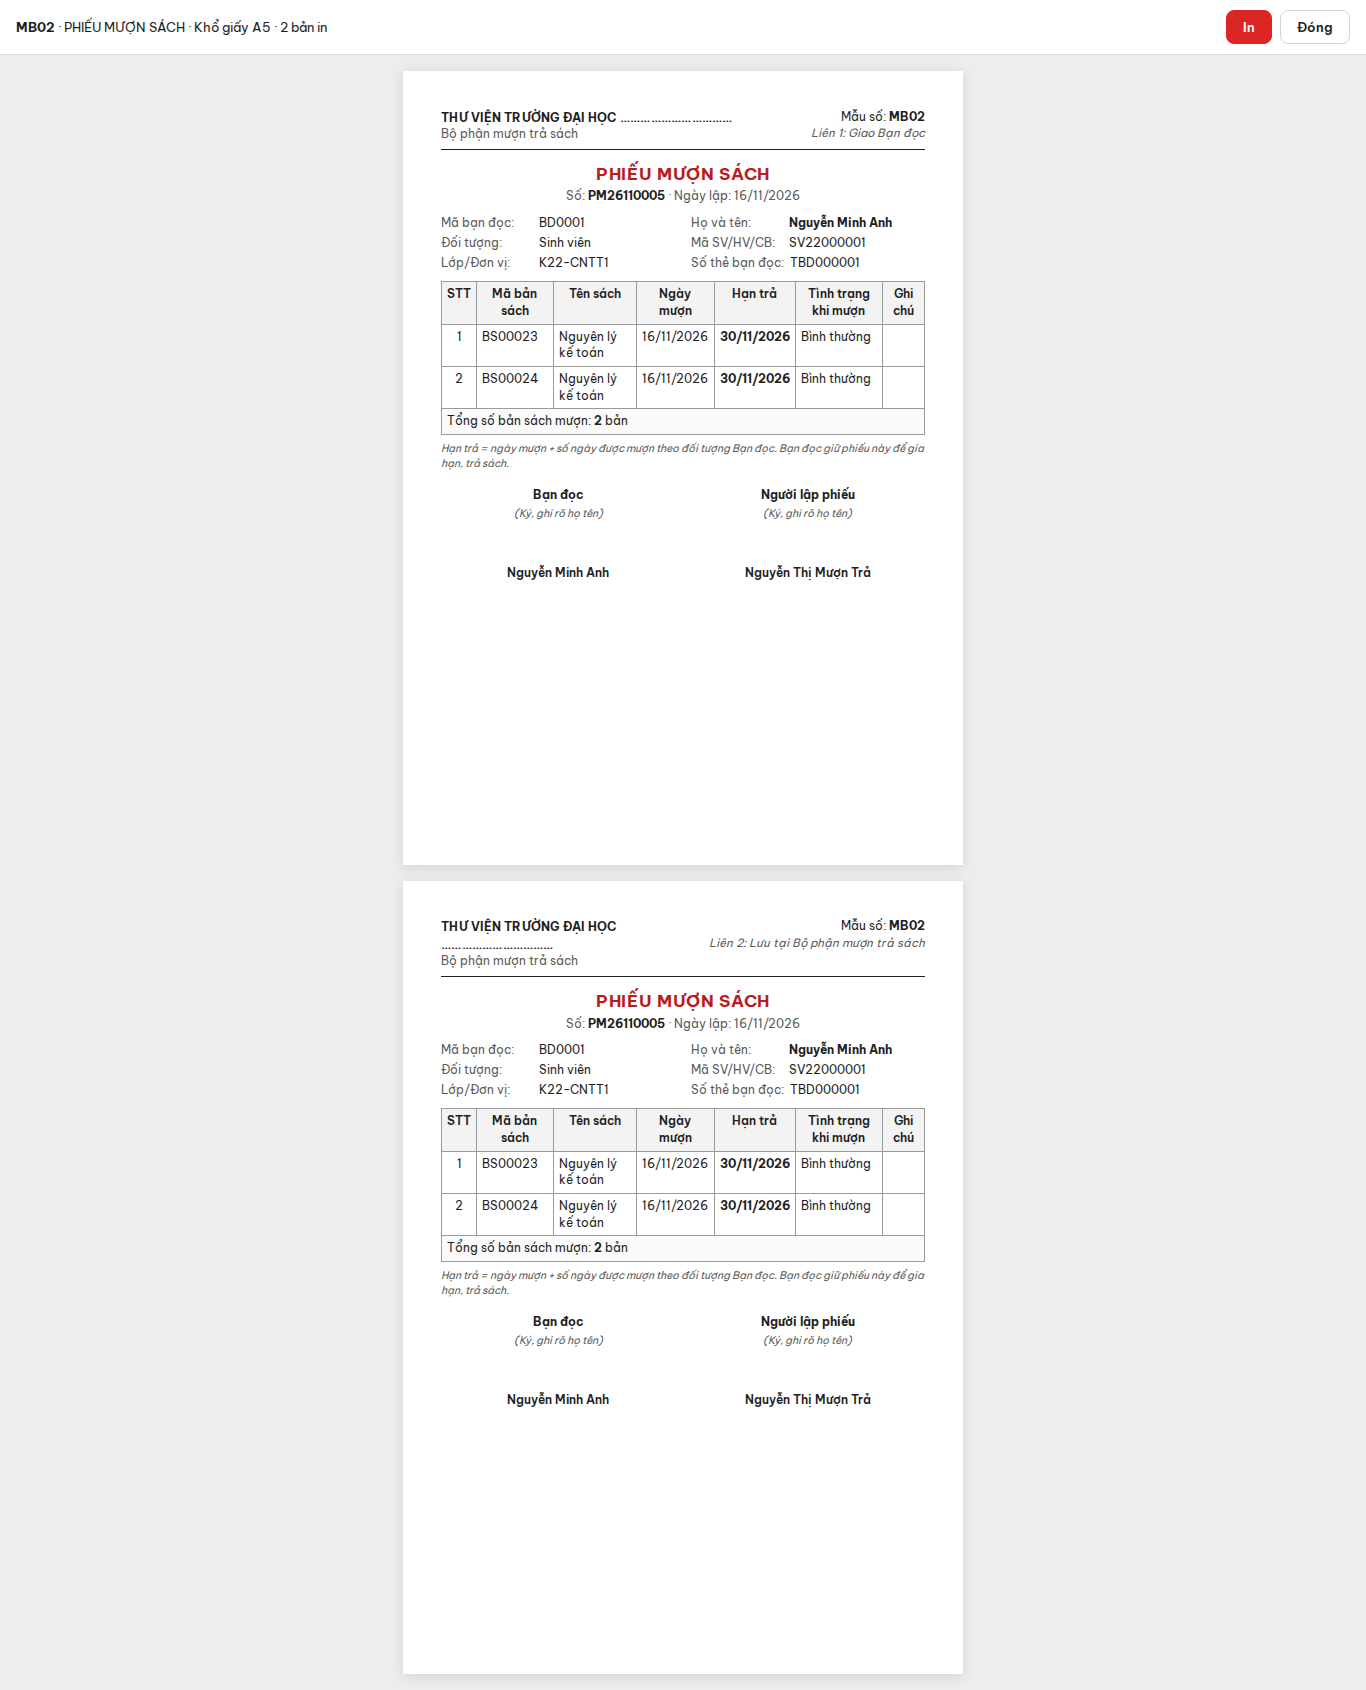 MB02 · PHIẾU MƯỢN SÁCH · Khổ giấy A5 · 2 bản in
In
Đóng
THƯ VIỆN TRƯỜNG ĐẠI HỌC ……………………………
Mẫu số: MB02
Bộ phận mượn trả sách
Liên 1: Giao Bạn đọc
PHIẾU MƯỢN SÁCH
Số: PM26110005 · Ngày lập: 16/11/2026
Mã bạn đọc: BD0001 Họ và tên: Nguyễn Minh Anh
Đối tượng: Sinh viên Mã SV/HV/CB: SV22000001
Lớp/Đơn vị: K22-CNTT1 Số thẻ bạn đọc: TBD000001
STT Mã bản sách Tên sách Ngày mượn Hạn trả Tình trạng khi mượn Ghi chú
1 BS00023 Nguyên lý kế toán 16/11/2026 30/11/2026 Bình thường
2 BS00024 Nguyên lý kế toán 16/11/2026 30/11/2026 Bình thường
Tổng số bản sách mượn: 2 bản
Hạn trả = ngày mượn + số ngày được mượn theo đối tượng Bạn đọc. Bạn đọc giữ phiếu này để gia
hạn, trả sách.
Bạn đọc Người lập phiếu
(Ký, ghi rõ họ tên) (Ký, ghi rõ họ tên)
Nguyễn Minh Anh Nguyễn Thị Mượn Trả
THƯ VIỆN TRƯỜNG ĐẠI HỌC
……………………………
Mẫu số: MB02
Liên 2: Lưu tại Bộ phận mượn trả sách
Bộ phận mượn trả sách
PHIẾU MƯỢN SÁCH
Số: PM26110005 · Ngày lập: 16/11/2026
Mã bạn đọc: BD0001 Họ và tên: Nguyễn Minh Anh
Đối tượng: Sinh viên Mã SV/HV/CB: SV22000001
Lớp/Đơn vị: K22-CNTT1 Số thẻ bạn đọc: TBD000001
STT Mã bản sách Tên sách Ngày mượn Hạn trả Tình trạng khi mượn Ghi chú
1 BS00023 Nguyên lý kế toán 16/11/2026 30/11/2026 Bình thường
2 BS00024 Nguyên lý kế toán 16/11/2026 30/11/2026 Bình thường
Tổng số bản sách mượn: 2 bản
Hạn trả = ngày mượn + số ngày được mượn theo đối tượng Bạn đọc. Bạn đọc giữ phiếu này để gia
hạn, trả sách.
Bạn đọc Người lập phiếu
(Ký, ghi rõ họ tên) (Ký, ghi rõ họ tên)
Nguyễn Minh Anh Nguyễn Thị Mượn Trả